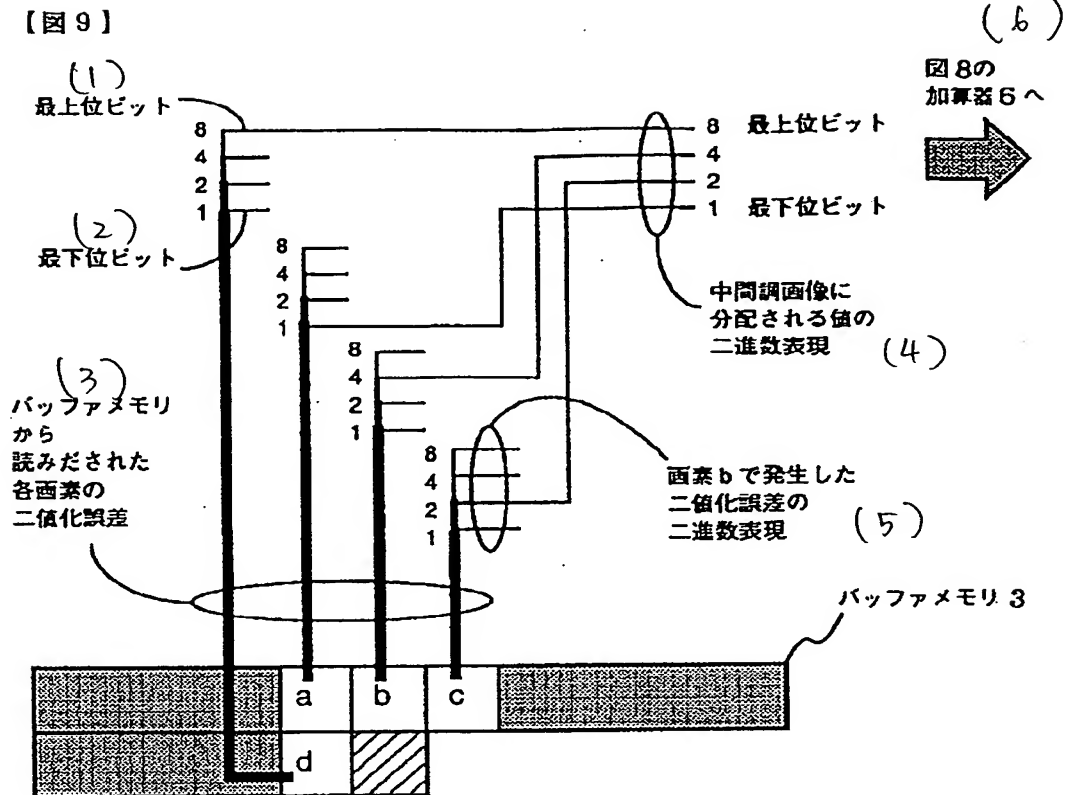 【図9】
(6)
図8の
加算器6へ
(1)
最上位ビット
8
4
2
1
(2)
最下位ビット
8 最上位ビット
4
2
1 最下位ビット
8
4
2
1
中間調画像に
分配される値の
二進数表現
(4)
8
4
2
1
(3)
バッファメモリ
から
読みだされた
各画素の
二値化誤差
8
4
2
1
画素bで発生した
二値化誤差の
二進数表現
(5)
バッファメモリ 3
a
b
c
d